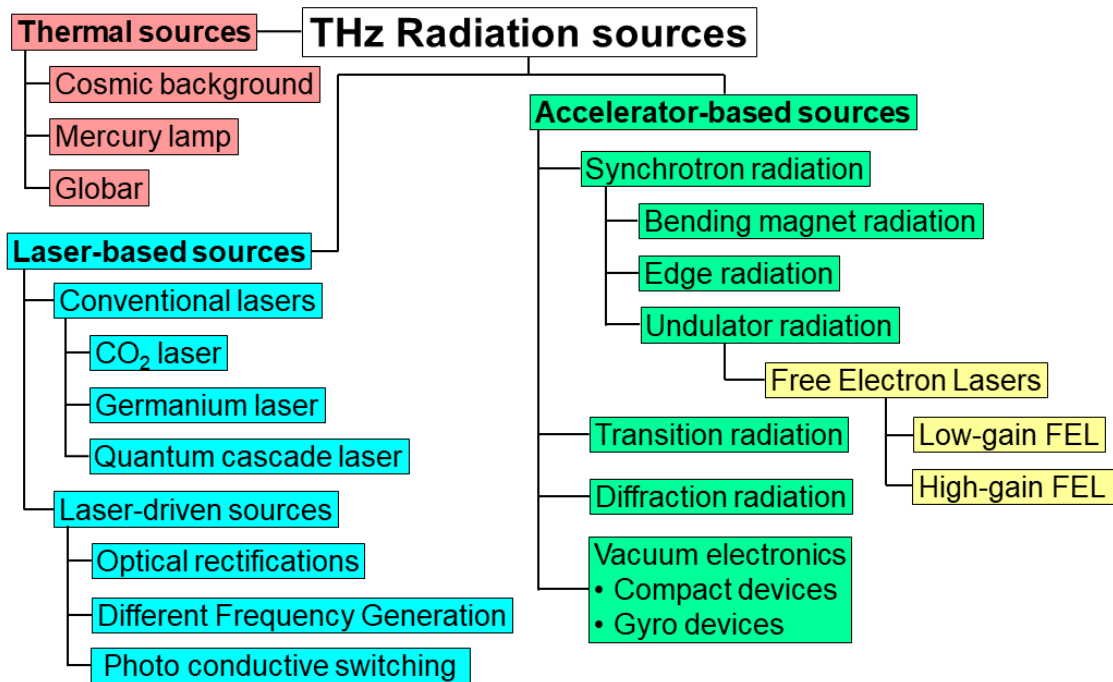 THz Radiation sources
Thermal sources
Cosmic background
Mercury lamp
Globar
Laser-based sources
Conventional lasers
CO₂ laser
Germanium laser
Quantum cascade laser
Laser-driven sources
Optical rectifications
Different Frequency Generation
Photo conductive switching
Accelerator-based sources
Synchrotron radiation
Bending magnet radiation
Edge radiation
Undulator radiation
Free Electron Lasers
Low-gain FEL
High-gain FEL
Transition radiation
Diffraction radiation
Vacuum electronics
• Compact devices
• Gyro devices